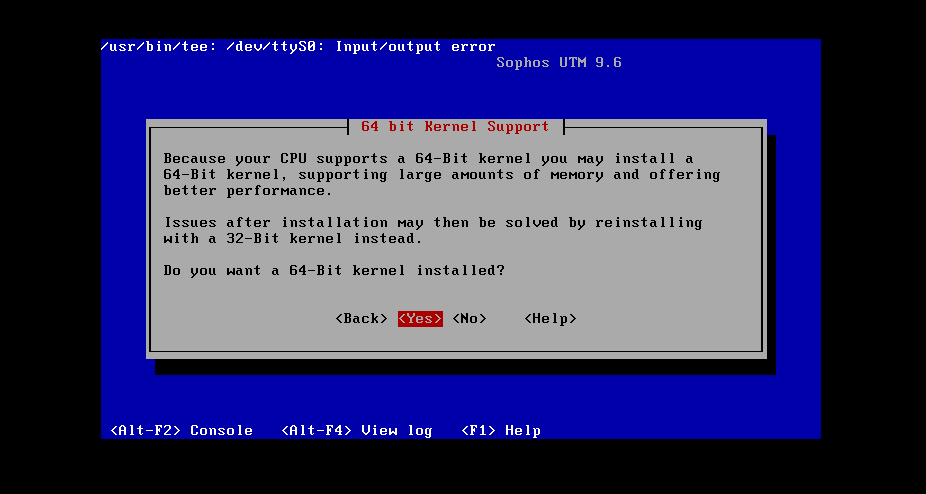 /usr/bin/tee: /dev/ttyS0: Input/output error
Sophos UTM 9.6
64 bit Kernel Support
Because your CPU supports a 64-Bit kernel you may install a
64-Bit kernel, supporting large amounts of memory and offering
better performance.
Issues after installation may then be solved by reinstalling
with a 32-Bit kernel instead.
Do you want a 64-Bit kernel installed?
<Back> <Yes> <No> <Help>
<Alt-F2> Console <Alt-F4> View log <F1> Help